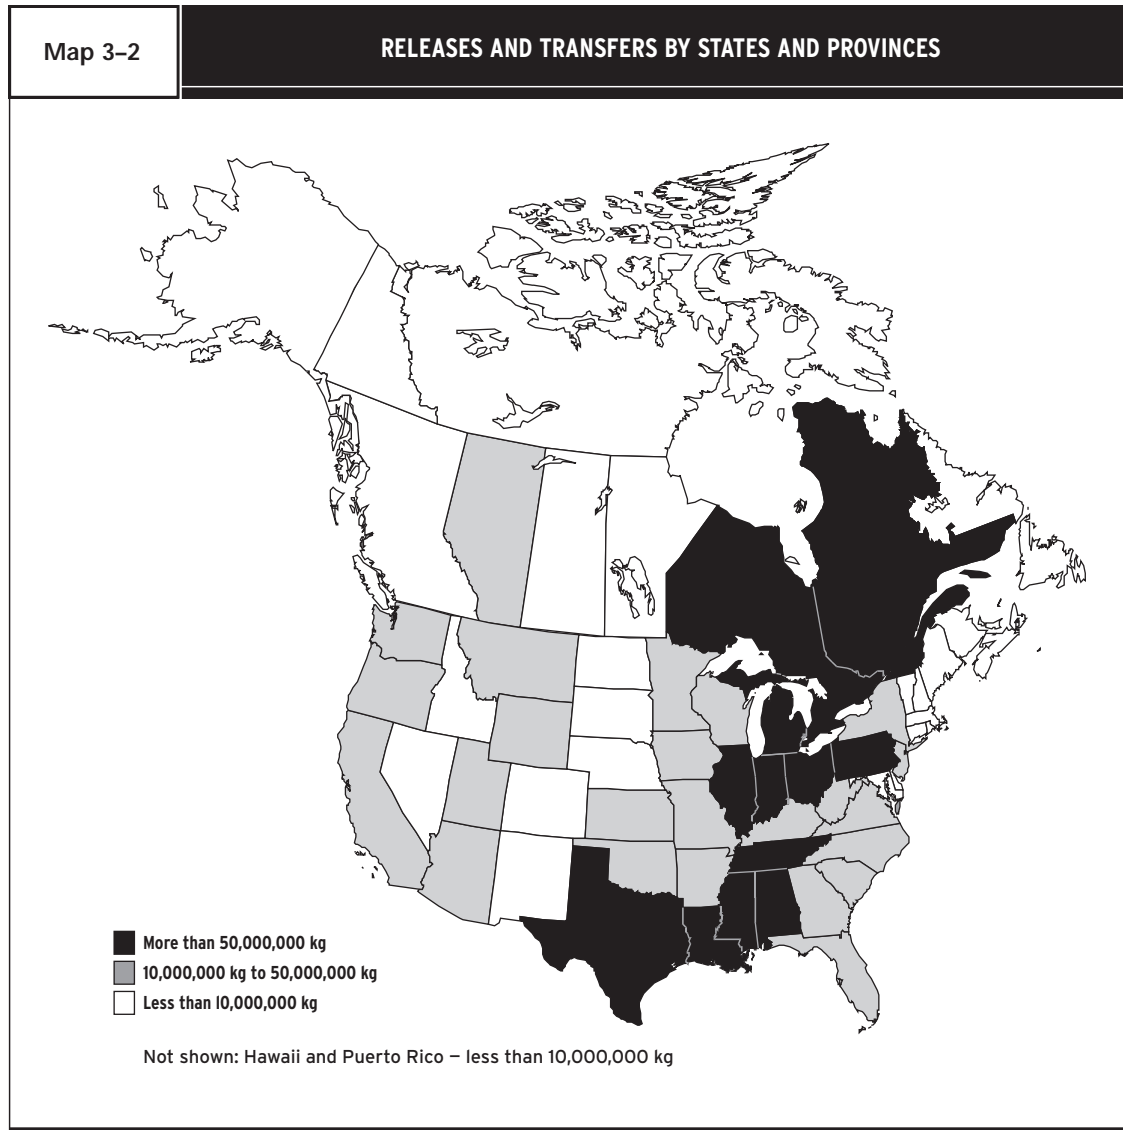 Map 3–2
RELEASES AND TRANSFERS BY STATES AND PROVINCES
More than 50,000,000 kg
10,000,000 kg to 50,000,000 kg
Less than 10,000,000 kg
Not shown: Hawaii and Puerto Rico – less than 10,000,000 kg